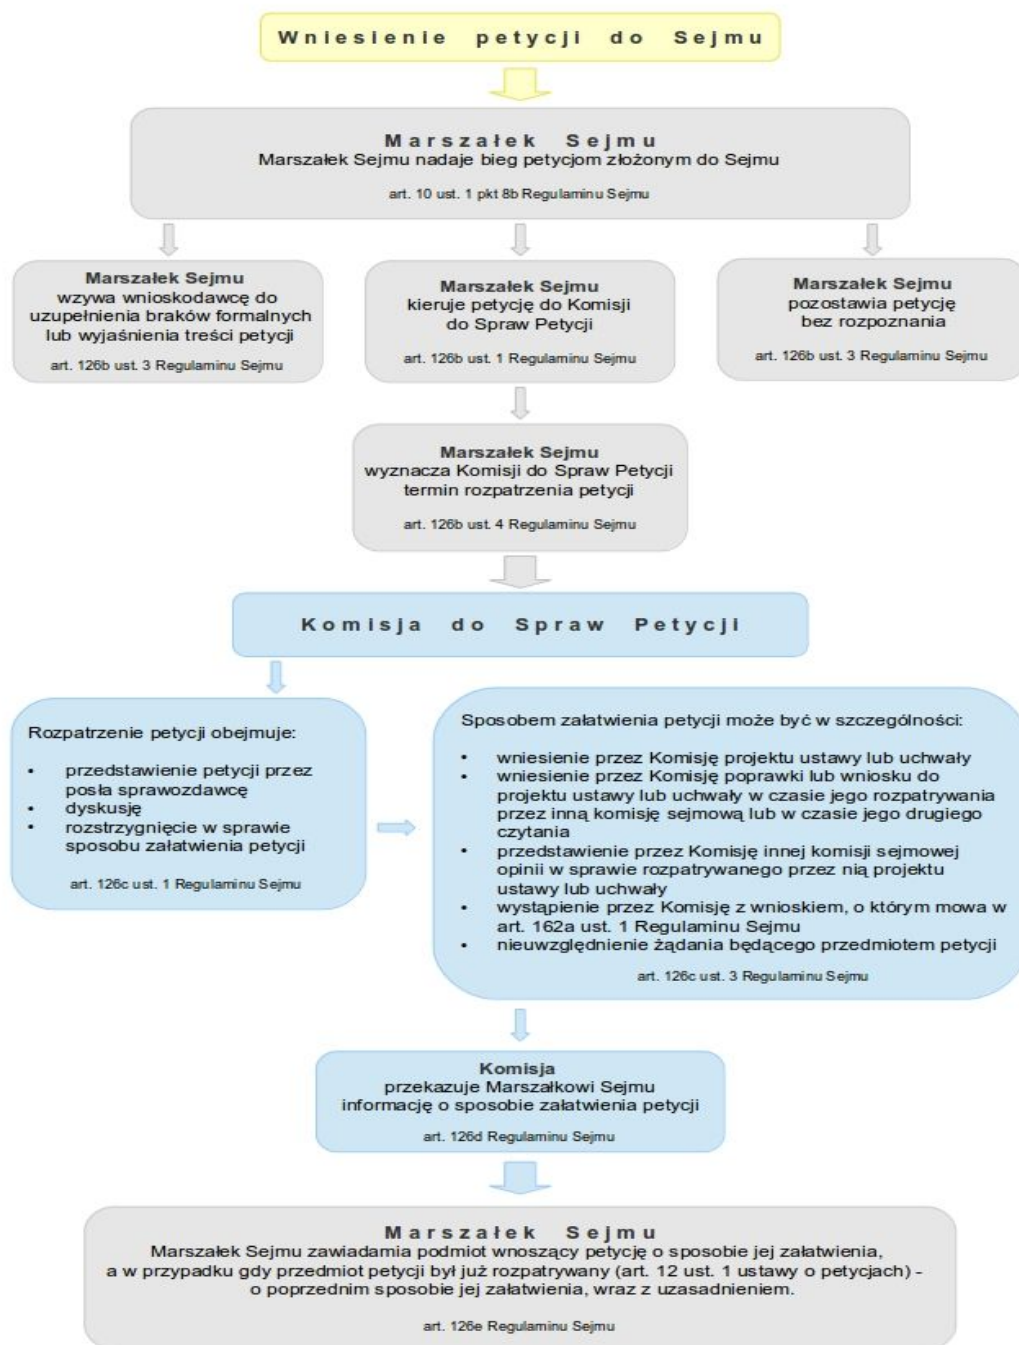 Wniesienie petycji do Sejmu
Marszałek Sejmu
Marszałek Sejmu nadaje bieg petycjom złożonym do Sejmu
art. 10 ust. 1 pkt 8b Regulaminu Sejmu
Marszałek Sejmu
wzywa wnioskodawcę do
uzupełnienia braków formalnych
lub wyjaśnienia treści petycji
art. 126b ust. 3 Regulaminu Sejmu
Marszałek Sejmu
kieruje petycję do Komisji
do Spraw Petycji
art. 126b ust. 1 Regulaminu Sejmu
Marszałek Sejmu
pozostawia petycję
bez rozpoznania
art. 126b ust. 3 Regulaminu Sejmu
Marszałek Sejmu
wyznacza Komisji do Spraw Petycji
termin rozpatrzenia petycji
art. 126b ust. 4 Regulaminu Sejmu
Komisja do Spraw Petycji
Rozpatrzenie petycji obejmuje:
• przedstawienie petycji przez
posła sprawozdawcę
• dyskusję
• rozstrzygnięcie w sprawie
sposobu załatwienia petycji
art. 126c ust. 1 Regulaminu Sejmu
Sposobem załatwienia petycji może być w szczególności:
• wniesienie przez Komisję projektu ustawy lub uchwały
• wniesienie przez Komisję poprawki lub wniosku do
projektu ustawy lub uchwały w czasie jego rozpatrywania
przez inną komisję sejmową lub w czasie jego drugiego
czytania
• przedstawienie przez Komisję innej komisji sejmowej
opinii w sprawie rozpatrywanego przez nią projektu
ustawy lub uchwały
• wystąpienie przez Komisję z wnioskiem, o którym mowa w
art. 162a ust. 1 Regulaminu Sejmu
• nieuwzględnienie żądania będącego przedmiotem petycji
art. 126c ust. 3 Regulaminu Sejmu
Komisja
przekazuje Marszałkowi Sejmu
informację o sposobie załatwienia petycji
art. 126d Regulaminu Sejmu
Marszałek Sejmu
Marszałek Sejmu zawiadamia podmiot wnoszący petycję o sposobie jej załatwienia,
a w przypadku gdy przedmiot petycji był już rozpatrywany (art. 12 ust. 1 ustawy o petycjach) -
o poprzednim sposobie jej załatwienia, wraz z uzasadnieniem.
art. 126e Regulaminu Sejmu